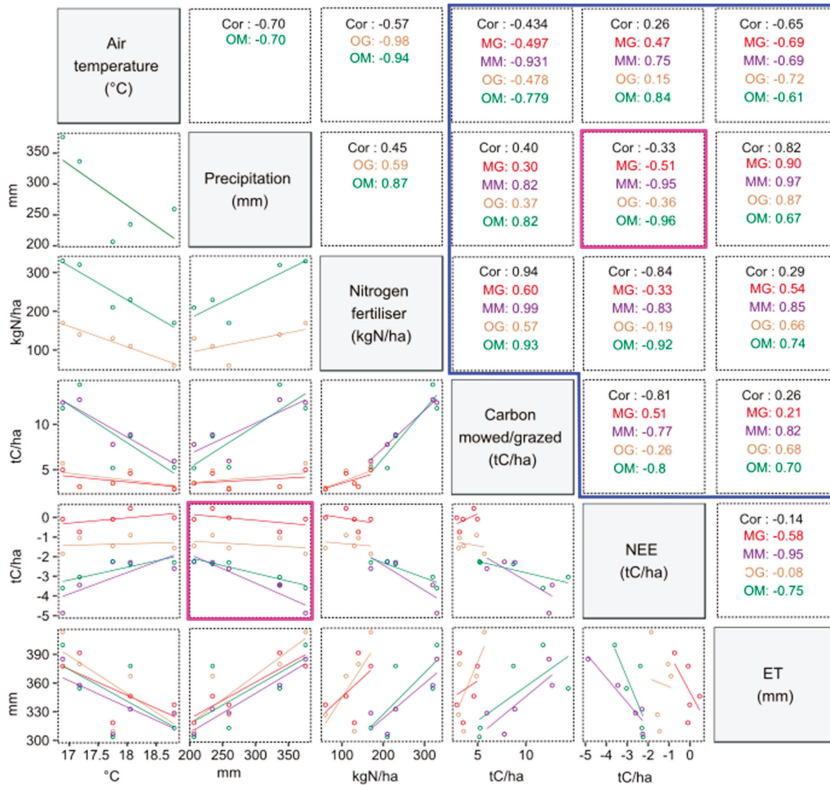 Air
temperature
(°C)
Cor : -0.70
OM: -0.70
Cor : -0.57
OG: -0.98
OM: -0.94
Cor : -0.434
MG: -0.497
MM: -0.931
OG: -0.478
OM: -0.779
Cor : 0.26
MG: 0.47
MM: 0.75
OG: 0.15
OM: 0.84
Cor : -0.65
MG: -0.69
MM: -0.69
OG: -0.72
OM: -0.61
mm
350
300
250
200
Precipitation
(mm)
Cor : 0.45
OG: 0.59
OM: 0.87
Cor : 0.40
MG: 0.30
MM: 0.82
OG: 0.37
OM: 0.82
Cor : -0.33
MG: -0.51
MM: -0.95
OG: -0.36
OM: -0.96
Cor : 0.82
MG: 0.90
MM: 0.97
OG: 0.87
OM: 0.67
kgN/ha
300
200
100
Nitrogen
fertiliser
(kgN/ha)
Cor : 0.94
MG: 0.60
MM: 0.99
OG: 0.57
OM: 0.93
Cor : -0.84
MG: -0.33
MM: -0.83
OG: -0.19
OM: -0.92
Cor : 0.29
MG: 0.54
MM: 0.85
OG: 0.66
OM: 0.74
tC/ha
10
5
Carbon
mowed/grazed
(tC/ha)
Cor : -0.81
MG: 0.51
MM: -0.77
OG: -0.26
OM: -0.8
Cor : 0.26
MG: 0.21
MM: 0.82
OG: 0.68
OM: 0.70
tC/ha
0
-1
-2
-3
-4
-5
NEE
(tC/ha)
Cor : -0.14
MG: -0.58
MM: -0.95
OG: -0.08
OM: -0.75
mm
390
360
330
300
ET
(mm)
17 17.5 18 18.5
200 250 300 350
100 200 300
5 10
-5 -4 -3 -2 -1 0
°C
mm
kgN/ha
tC/ha
tC/ha